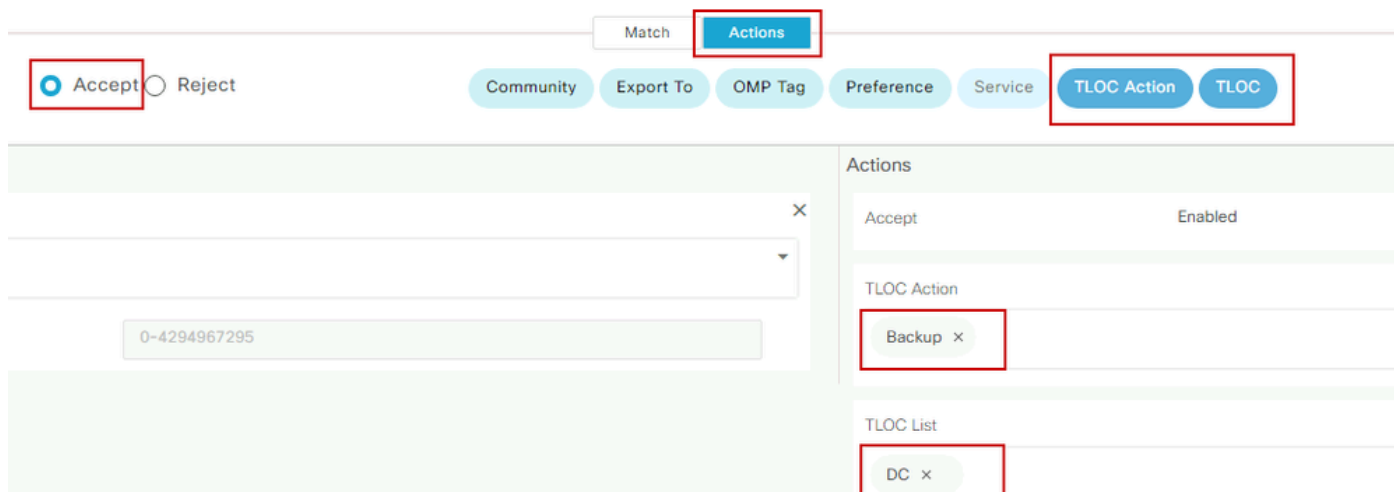 Match Actions
Accept Reject Community Export To OMP Tag Preference Service TLOC Action TLOC
Actions
×
Accept Enabled
TLOC Action
0-4294967295
Backup ×
TLOC List
DC ×